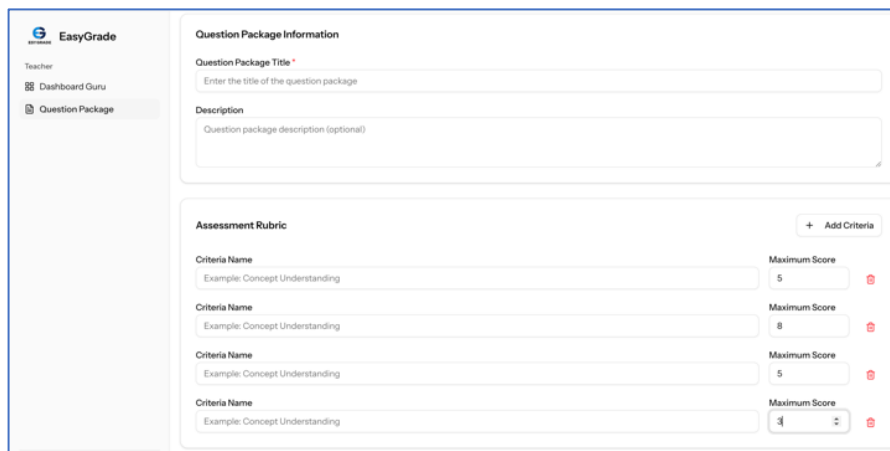 EasyGrade
EASYGRADE
Teacher
Dashboard Guru
Question Package
Question Package Information
Question Package Title *
Enter the title of the question package
Description
Question package description (optional)
Assessment Rubric
+ Add Criteria
Criteria Name Maximum Score
Example: Concept Understanding 5
Criteria Name Maximum Score
Example: Concept Understanding 8
Criteria Name Maximum Score
Example: Concept Understanding 5
Criteria Name Maximum Score
Example: Concept Understanding 3